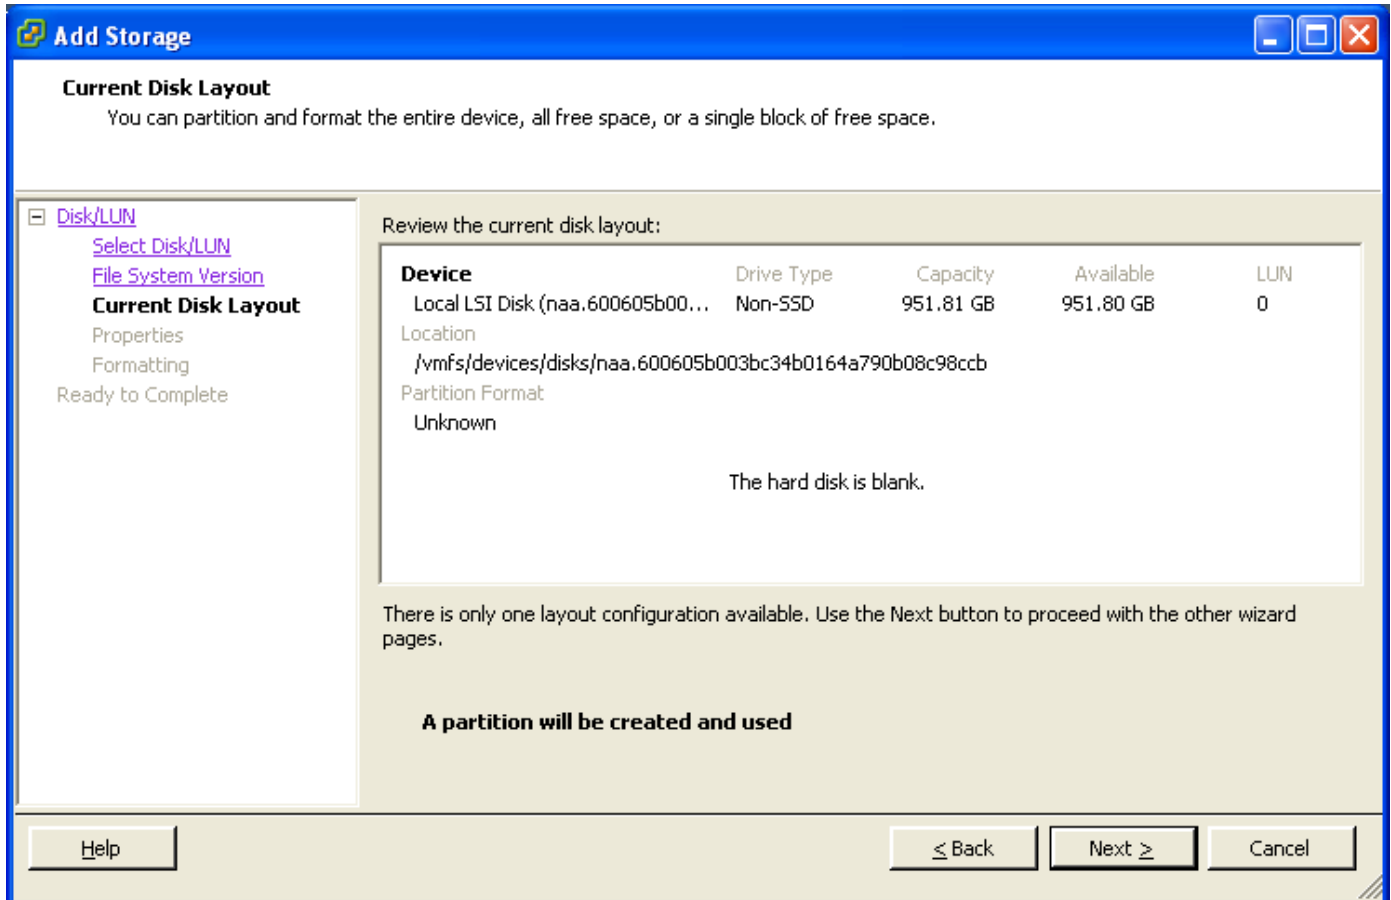 Add Storage
Current Disk Layout
You can partition and format the entire device, all free space, or a single block of free space.
Disk/LUN
Select Disk/LUN
File System Version
Current Disk Layout
Properties
Formatting
Ready to Complete
Review the current disk layout:
Device Drive Type Capacity Available LUN
Local LSI Disk (naa.600605b00... Non-SSD 951.81 GB 951.80 GB 0
Location
/vmfs/devices/disks/naa.600605b003bc34b0164a790b08c98ccb
Partition Format
Unknown
The hard disk is blank.
There is only one layout configuration available. Use the Next button to proceed with the other wizard
pages.
A partition will be created and used
Help
< Back
Next >
Cancel